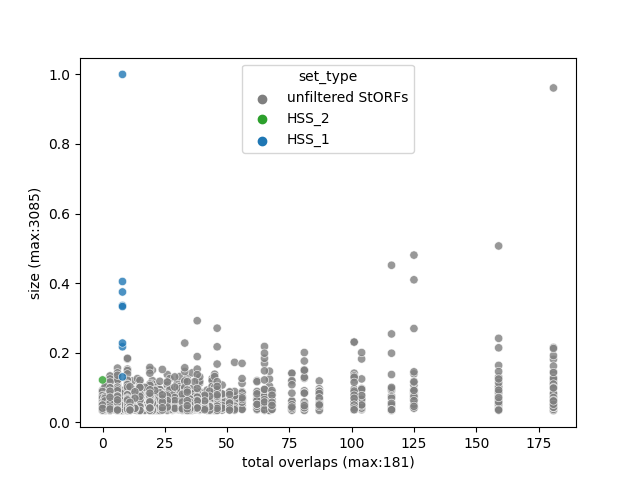 set_type
unfiltered StORFs
HSS_2
HSS_1
1.0
0.8
0.6
0.4
0.2
0.0
size (max:3085)
0 25 50 75 100 125 150 175
total overlaps (max:181)